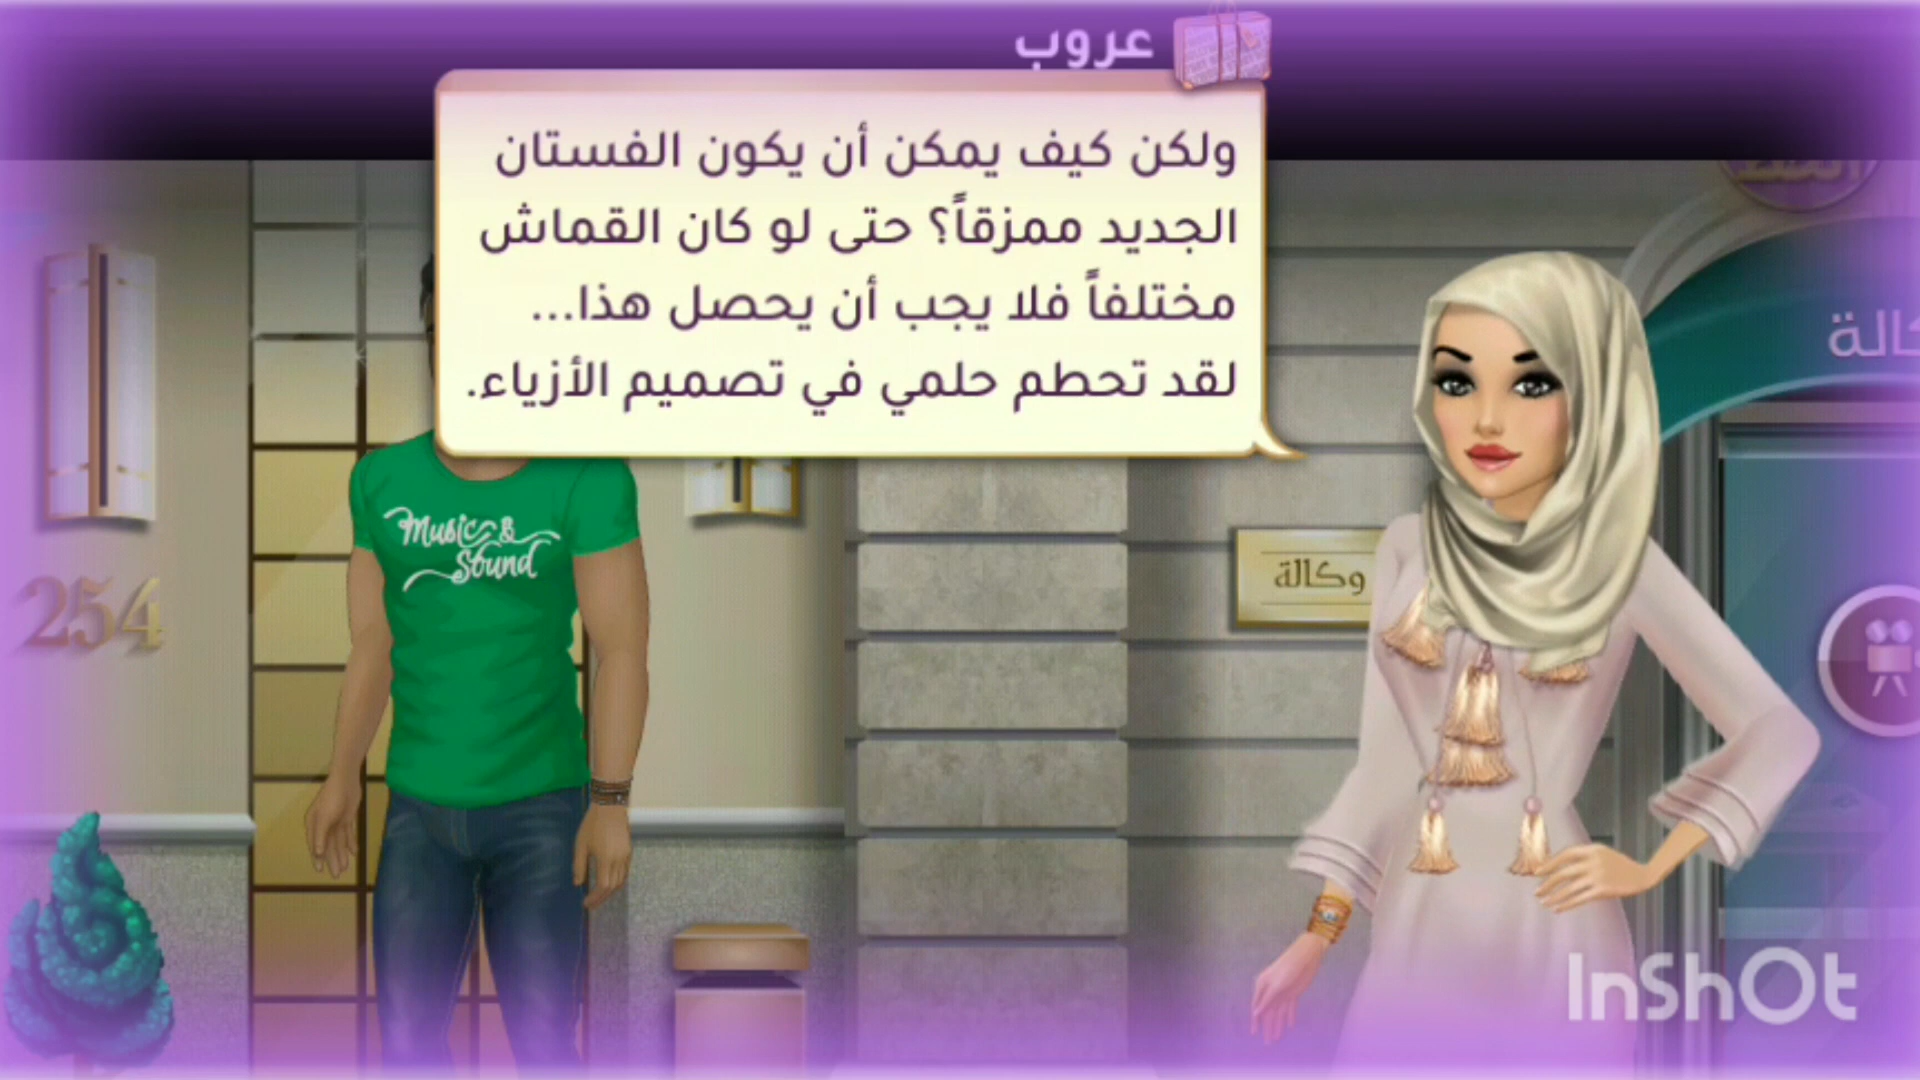 عروب
ولكن كيف يمكن أن يكون الفستان
الجديد ممزقاً؟ حتى لو كان القماش
مختلفاً فلا يجب أن يحصل هذا...
لقد تحطم حلمي في تصميم الأزياء.
Music &
Sound
254
وكالة
InShOt